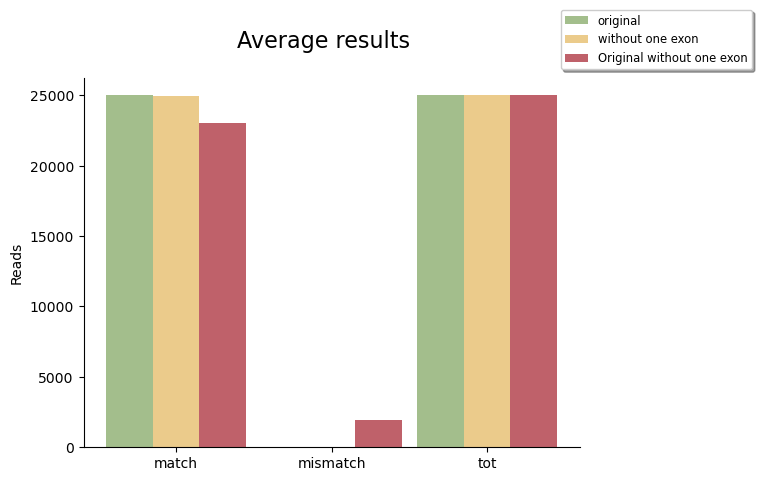 Average results
original
without one exon
Original without one exon
Reads
25000
20000
15000
10000
5000
0
match
mismatch
tot